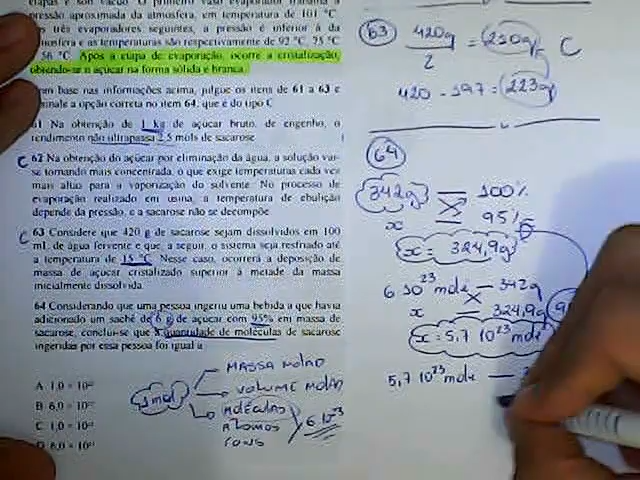 etapas e sob vácuo. O primeiro vaso evaporador trabalha à
pressão aproximada da atmosfera, em temperatura de 101 °C.
três evaporadores seguintes, a pressão é inferior à da
e as temperaturas são respectivamente de 92 °C, 75 °C
56 °C. Após a etapa de evaporação, ocorre a cristalização,
obtendo-se o açúcar na forma sólida e branca.
base nas informações acima, julgue os itens de 61 a 63 e
assinale a opção correta no item 64, que é do tipo C
61 Na obtenção de 1 kg de açúcar bruto, de engenho, o
rendimento não ultrapassa 2,5 mols de sacarose
C 62 Na obtenção do açúcar por eliminação da água, a solução vai-
se tornando mais concentrada, o que exige temperaturas cada vez
mais altas para a vaporização do solvente. No processo de
evaporação realizado em usina, a temperatura de ebulição
depende da pressão, e a sacarose não se decompõe
C 63 Considere que 420 g de sacarose sejam dissolvidos em 100
mL de água fervente e que, a seguir, o sistema seja resfriado até
a temperatura de 15 °C. Nesse caso, ocorrerá a deposição de
massa de açúcar cristalizado superior à metade da massa
inicialmente dissolvida
64 Considerando que uma pessoa ingeriu uma bebida a que havia
adicionado um sachê de 6 g de açúcar com 95% em massa de
sacarose, conclui-se que a quantidade de moléculas de sacarose
ingeridas por essa pessoa foi igual a
A 1,0 ×
B 6,0 ×
C 1,0 ×
D 6,0 ×
1 mol
MASSA MOLAR
VOLUME MOLAR
MOLÉCULAS
ÁTOMOS
IONS
6 10²³
63
420g = 210g C
2
420 - 197 = 223g
64
342g — 100%
x — 95%
x = 324,9g
6 10²³ molé — 342g
x — 324,9g
x = 5,7 10²³ molé
5,7 10²³ molé —